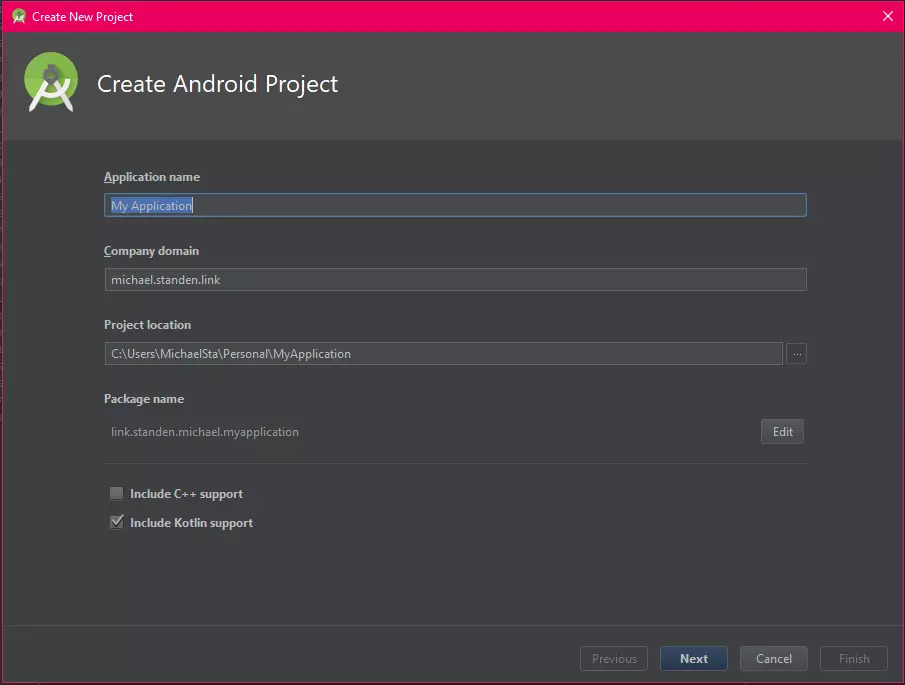 Create New Project
Create Android Project
Application name
My Application
Company domain
michael.standen.link
Project location
C:\Users\MichaelSta\Personal\MyApplication
...
Package name
link.standen.michael.myapplication
Edit
Include C++ support
Include Kotlin support
Previous
Next
Cancel
Finish